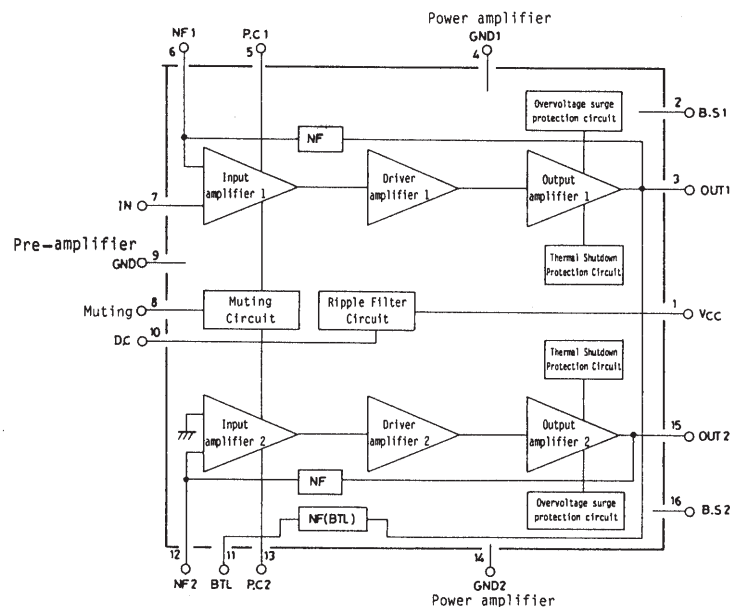 Power amplifier
NF1
P.C1
GND1
6
5
4
Overvoltage surge
protection circuit
2
B.S1
NF
Input
amplifier 1
Driver
amplifier 1
Output
amplifier 1
3
OUT1
7
IN
Pre-amplifier
9
GND
Thermal Shutdown
Protection Circuit
8
Muting
Muting
Circuit
Ripple Filter
Circuit
1
VCC
10
D.C
Thermal Shutdown
Protection Circuit
Input
amplifier 2
Driver
amplifier 2
Output
amplifier 2
15
OUT2
NF
Overvoltage surge
protection circuit
16
B.S2
NF(BTL)
12
11
13
14
NF2
BTL
P.C2
GND2
Power amplifier